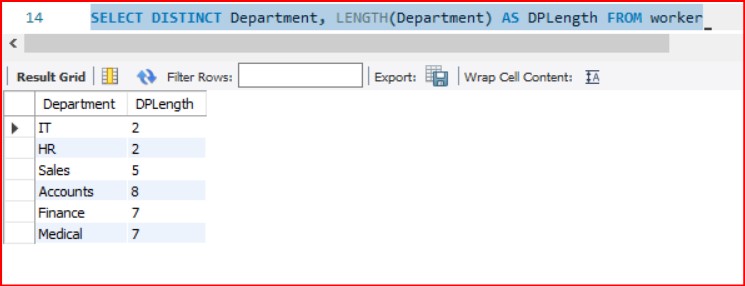 14 SELECT DISTINCT Department, LENGTH(Department) AS DPLength FROM worker
Result Grid Filter Rows: Export: Wrap Cell Content: IA
Department DPLength
IT 2
HR 2
Sales 5
Accounts 8
Finance 7
Medical 7